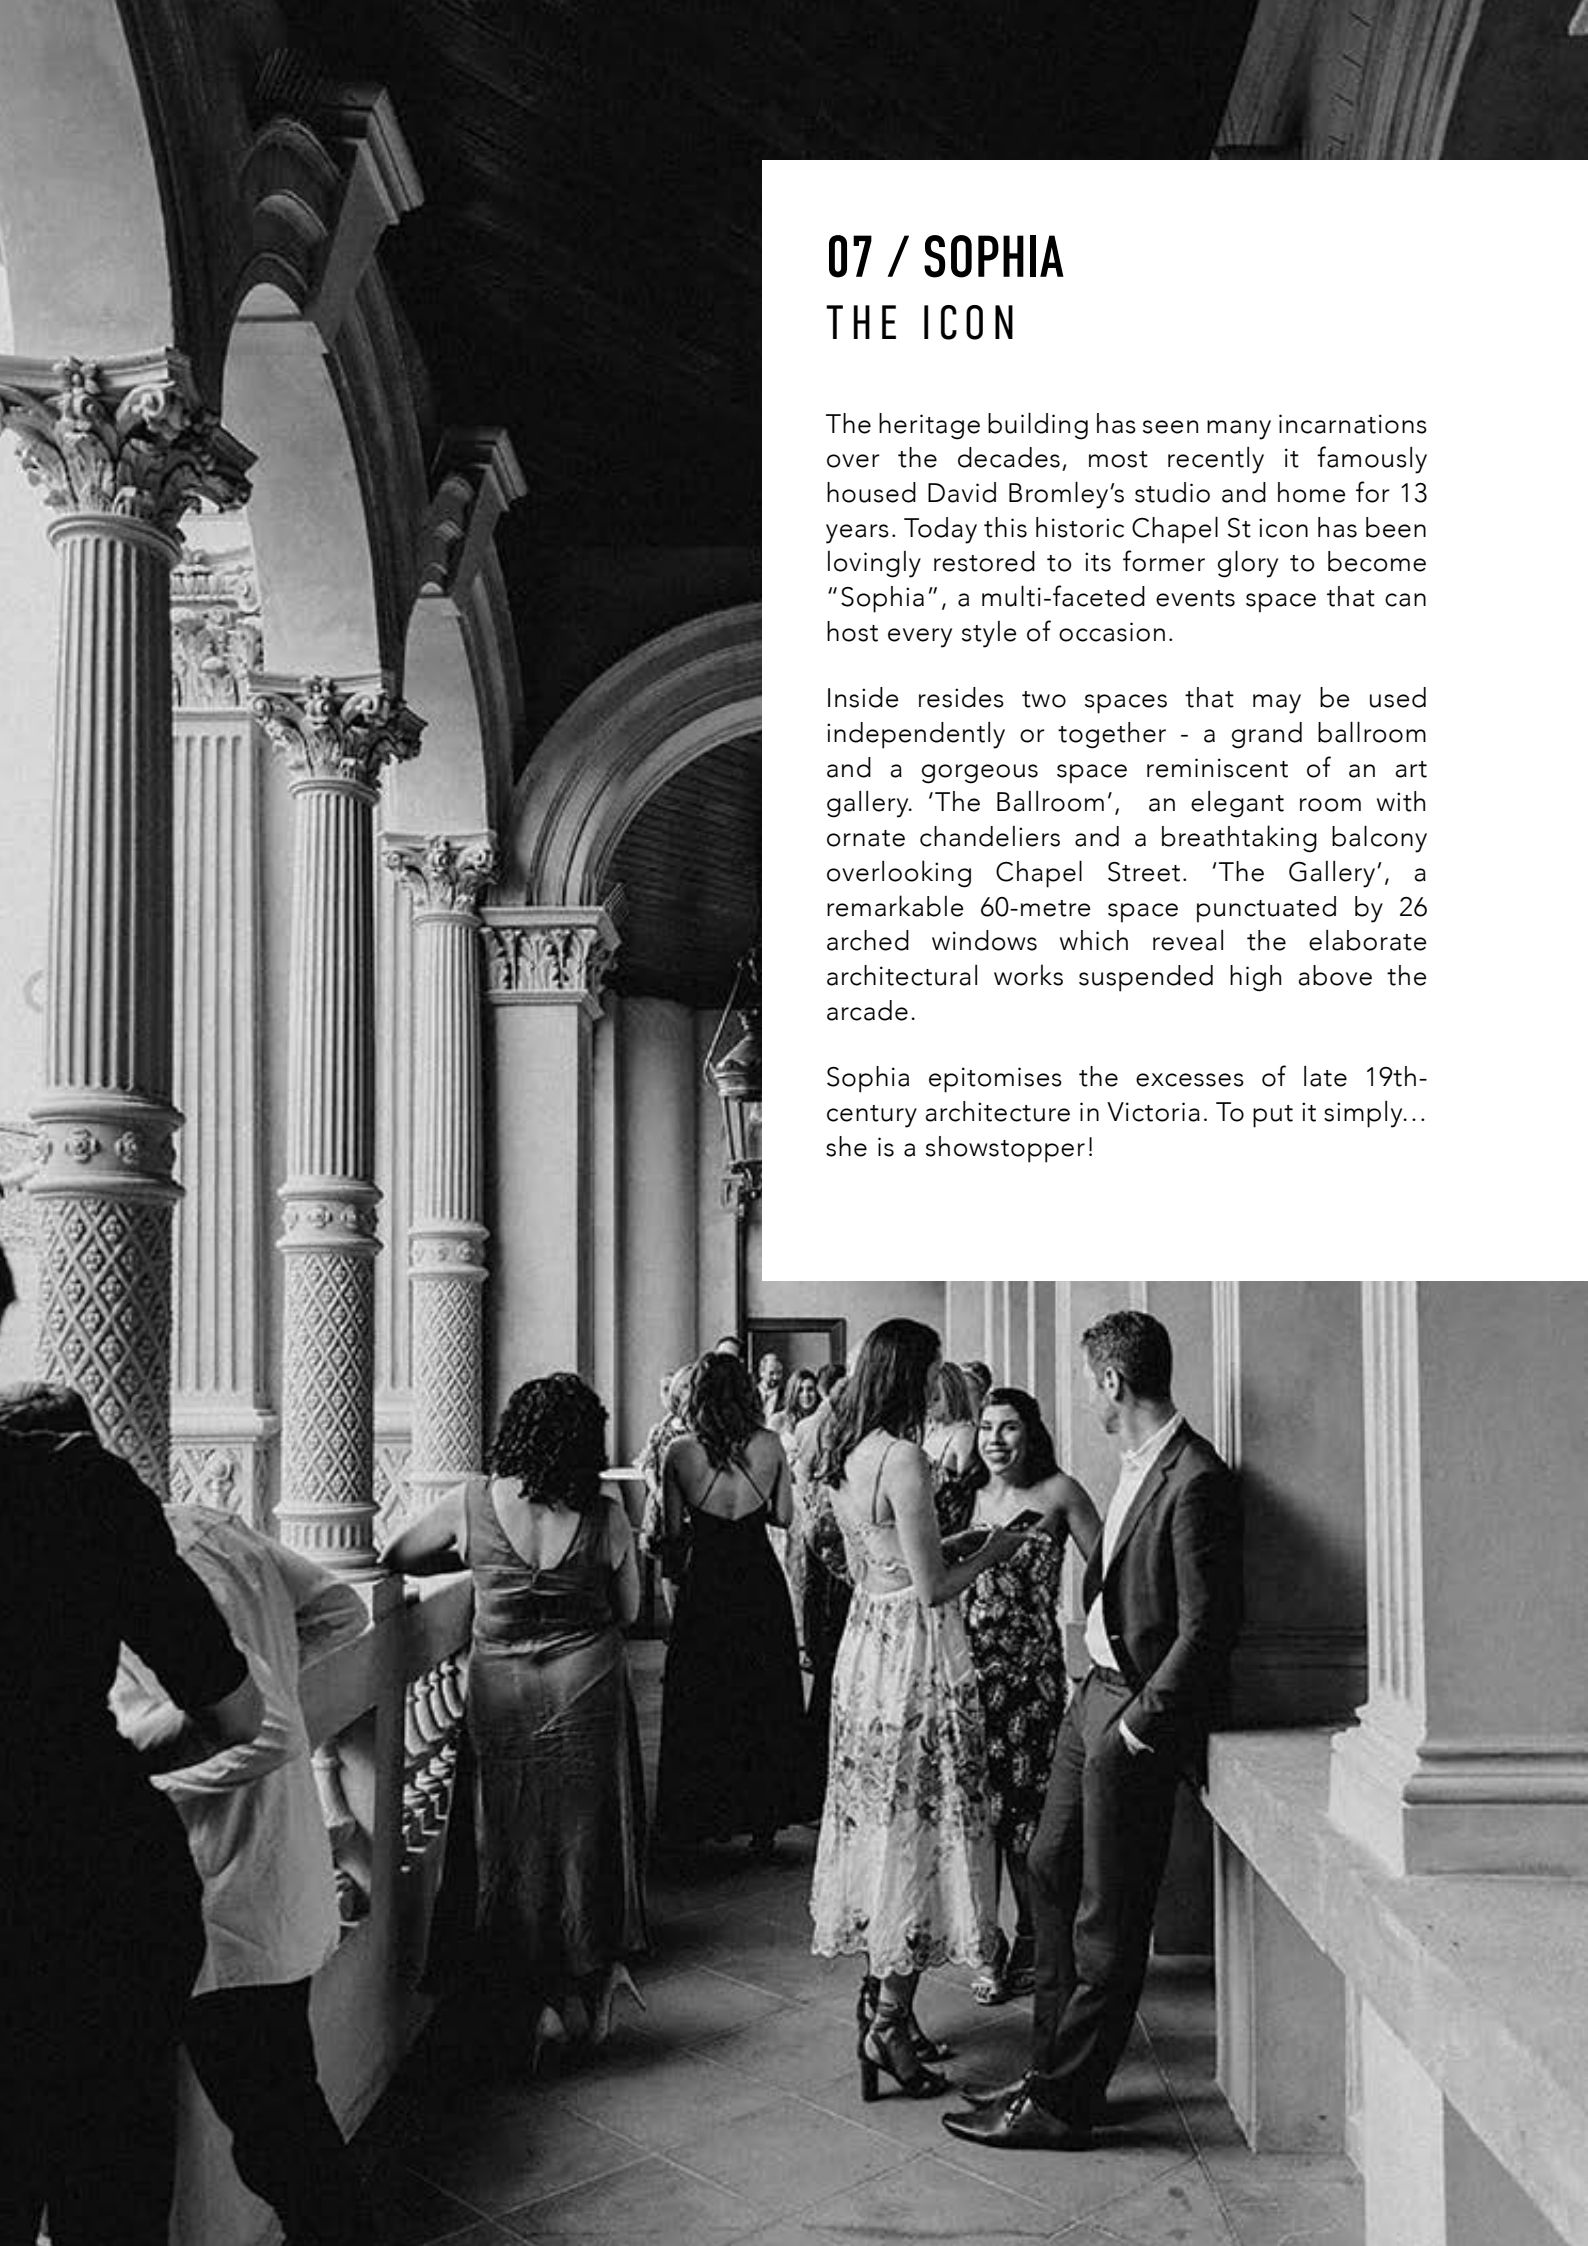 07 / SOPHIA
THE ICON
The heritage building has seen many incarnations
over the decades, most recently it famously
housed David Bromley’s studio and home for 13
years. Today this historic Chapel St icon has been
lovingly restored to its former glory to become
“Sophia”, a multi-faceted events space that can
host every style of occasion.
Inside resides two spaces that may be used
independently or together - a grand ballroom
and a gorgeous space reminiscent of an art
gallery. ‘The Ballroom’, an elegant room with
ornate chandeliers and a breathtaking balcony
overlooking Chapel Street. ‘The Gallery’, a
remarkable 60-metre space punctuated by 26
arched windows which reveal the elaborate
architectural works suspended high above the
arcade.
Sophia epitomises the excesses of late 19th-
century architecture in Victoria. To put it simply…
she is a showstopper!